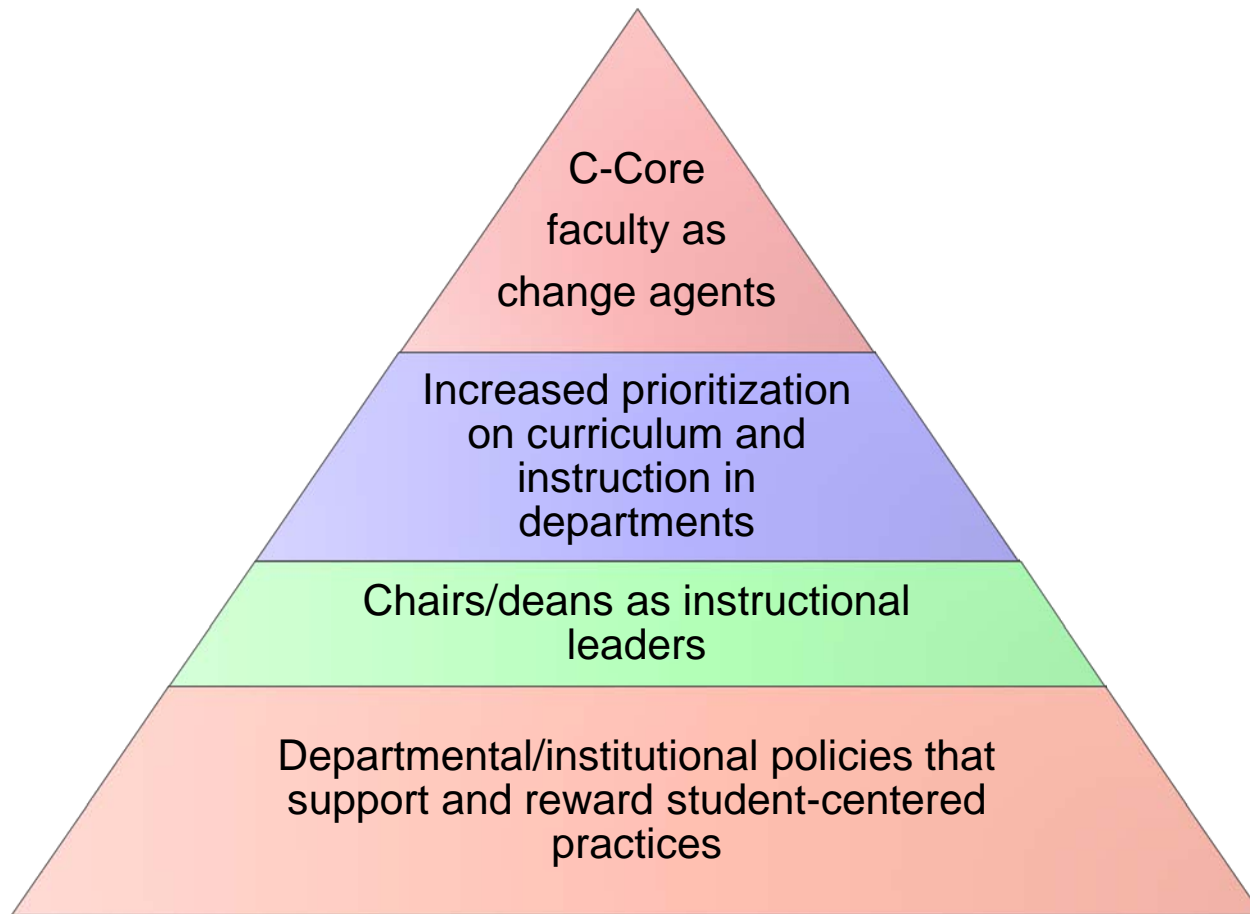 C-Core
faculty as
change agents
Increased prioritization
on curriculum and
instruction in
departments
Chairs/deans as instructional
leaders
Departmental/institutional policies that
support and reward student-centered
practices